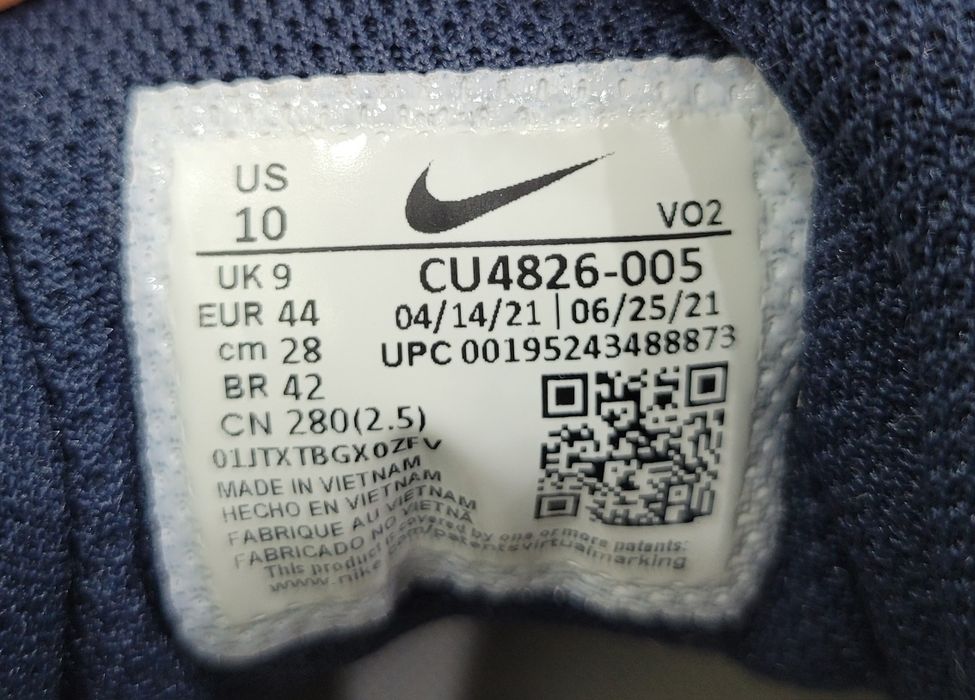 US
10
VO2
UK 9
CU4826-005
EUR 44
04/14/21 | 06/25/21
cm 28
UPC 00195243488873
BR 42
CN 280(2.5)
01JTXTBGX0ZFV
MADE IN VIETNAM
HECHO EN VIETNAM
FABRIQUE AU VIETNAM
FABRICADO NO VIETNÃ
This product is covered by one or more patents:
www.nike.com/patentsvirtualmarking